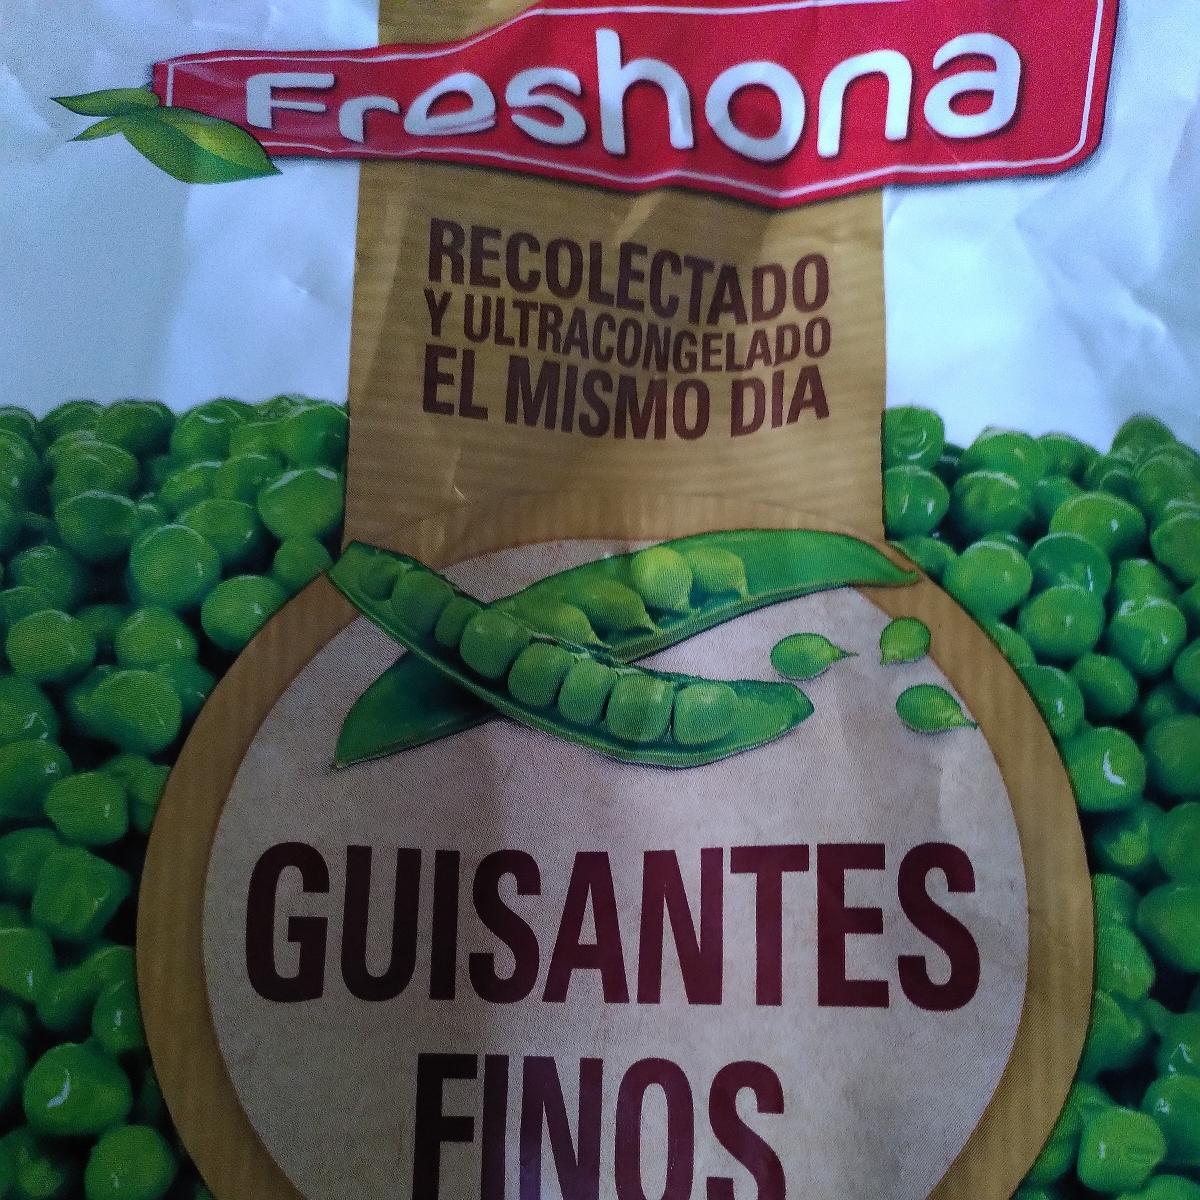 Freshona
RECOLECTADO
Y ULTRACONGELADO
EL MISMO DIA
GUISANTES
FINOS